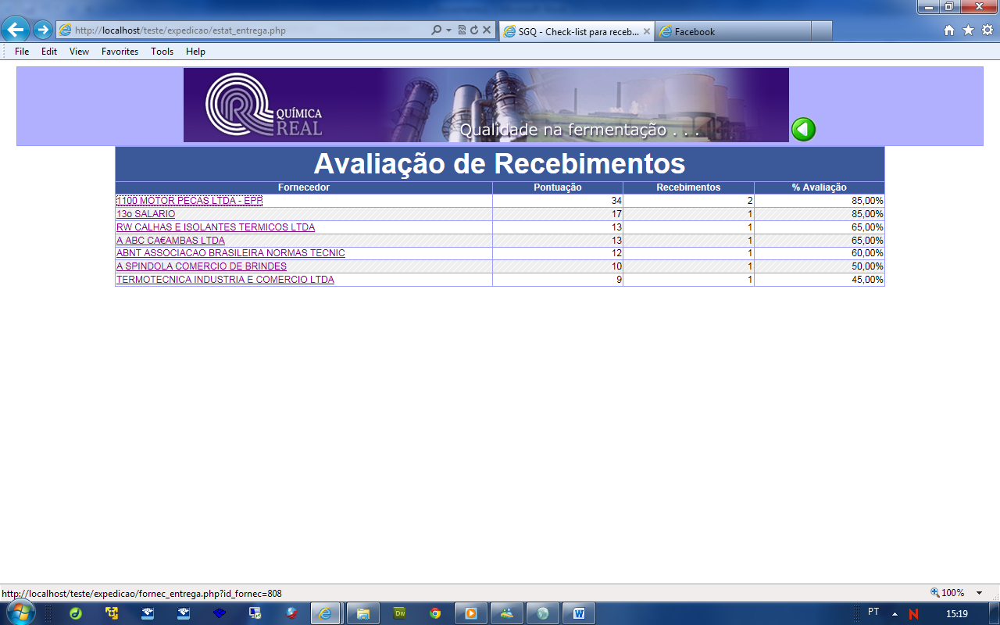 http://localhost/teste/expedicao/estat_entrega.php
SGQ - Check-list para receb...
Facebook
File Edit View Favorites Tools Help
QUÍMICA
REAL
Qualidade na fermentação . . .
Avaliação de Recebimentos
Fornecedor Pontuação Recebimentos % Avaliação
1100 MOTOR PECAS LTDA - EPP 34 2 85,00%
13o SALARIO 17 1 85,00%
RW CALHAS E ISOLANTES TERMICOS LTDA 13 1 65,00%
A ABC CA€AMBAS LTDA 13 1 65,00%
ABNT ASSOCIACAO BRASILEIRA NORMAS TECNIC 12 1 60,00%
A SPINDOLA COMERCIO DE BRINDES 10 1 50,00%
TERMOTECNICA INDUSTRIA E COMERCIO LTDA 9 1 45,00%
http://localhost/teste/expedicao/fornec_entrega.php?id_fornec=808
100%
Dw
W
PT
N
15:19